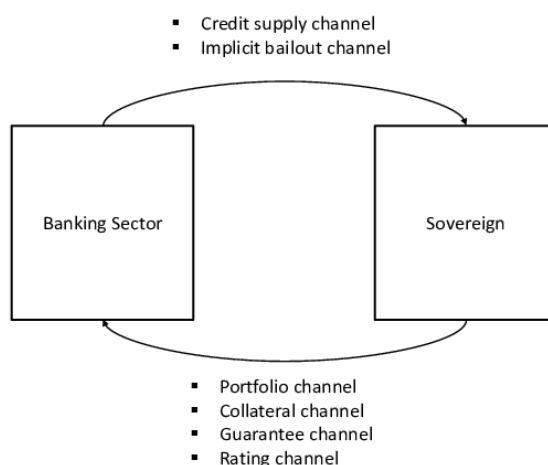 ▪ Credit supply channel
▪ Implicit bailout channel
Banking Sector
Sovereign
▪ Portfolio channel
▪ Collateral channel
▪ Guarantee channel
▪ Rating channel